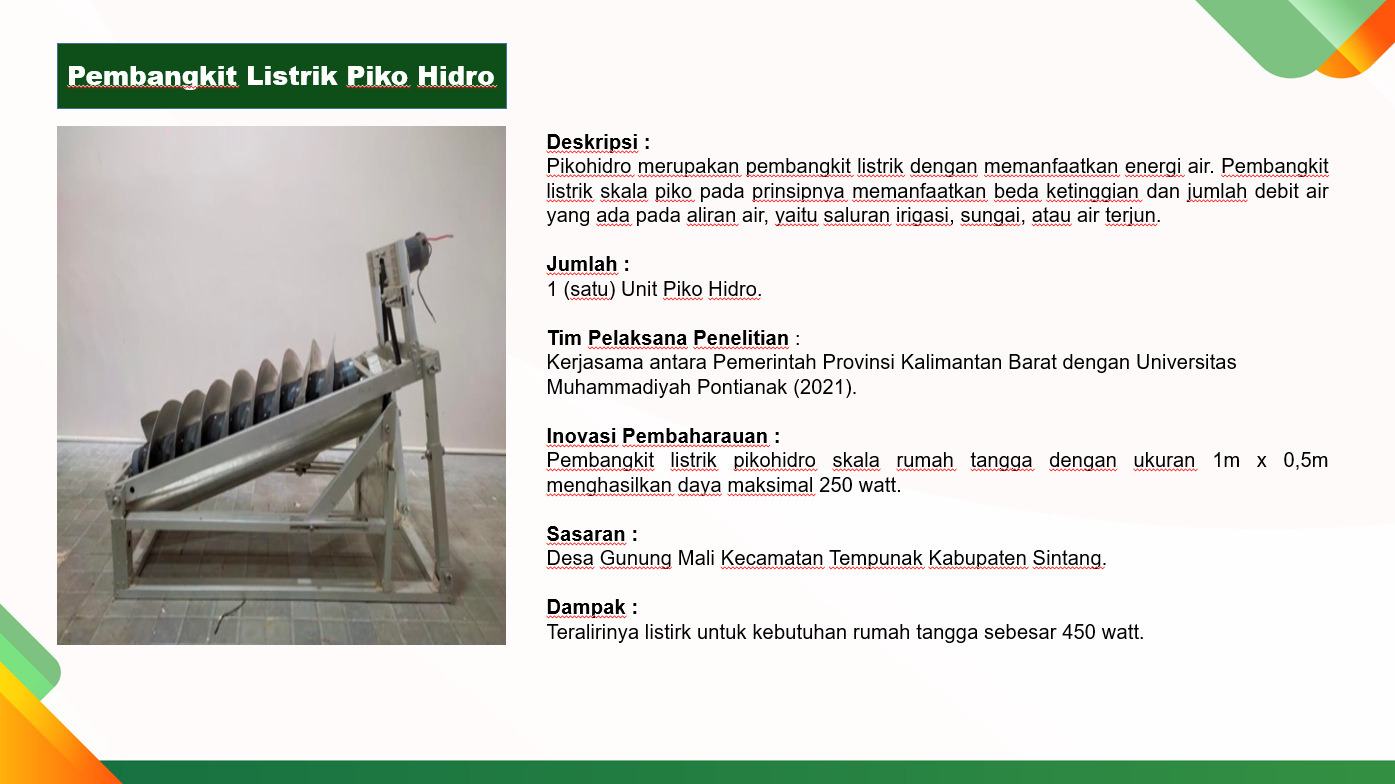 Pembangkit Listrik Piko Hidro
Deskripsi :
Pikohidro merupakan pembangkit listrik dengan memanfaatkan energi air. Pembangkit
listrik skala piko pada prinsipnya memanfaatkan beda ketinggian dan jumlah debit air
yang ada pada aliran air, yaitu saluran irigasi, sungai, atau air terjun.
Jumlah :
1 (satu) Unit Piko Hidro.
Tim Pelaksana Penelitian :
Kerjasama antara Pemerintah Provinsi Kalimantan Barat dengan Universitas
Muhammadiyah Pontianak (2021).
Inovasi Pembaharauan :
Pembangkit listrik pikohidro skala rumah tangga dengan ukuran 1m x 0,5m
menghasilkan daya maksimal 250 watt.
Sasaran :
Desa Gunung Mali Kecamatan Tempunak Kabupaten Sintang.
Dampak :
Teralirinya listirk untuk kebutuhan rumah tangga sebesar 450 watt.